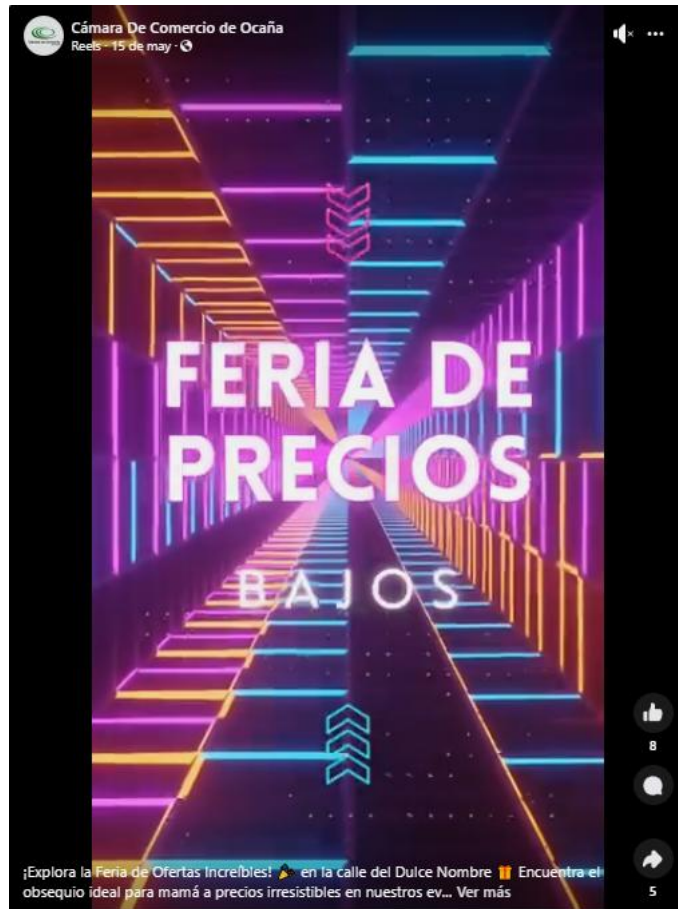 Cámara De Comercio de Ocaña
Reels · 15 de may ·
FERIA DE
PRECIOS
BAJOS
8
5
¡Explora la Feria de Ofertas Increíbles! 🎉 en la calle del Dulce Nombre 🎁 Encuentra el
obsequio ideal para mamá a precios irresistibles en nuestros ev... Ver más